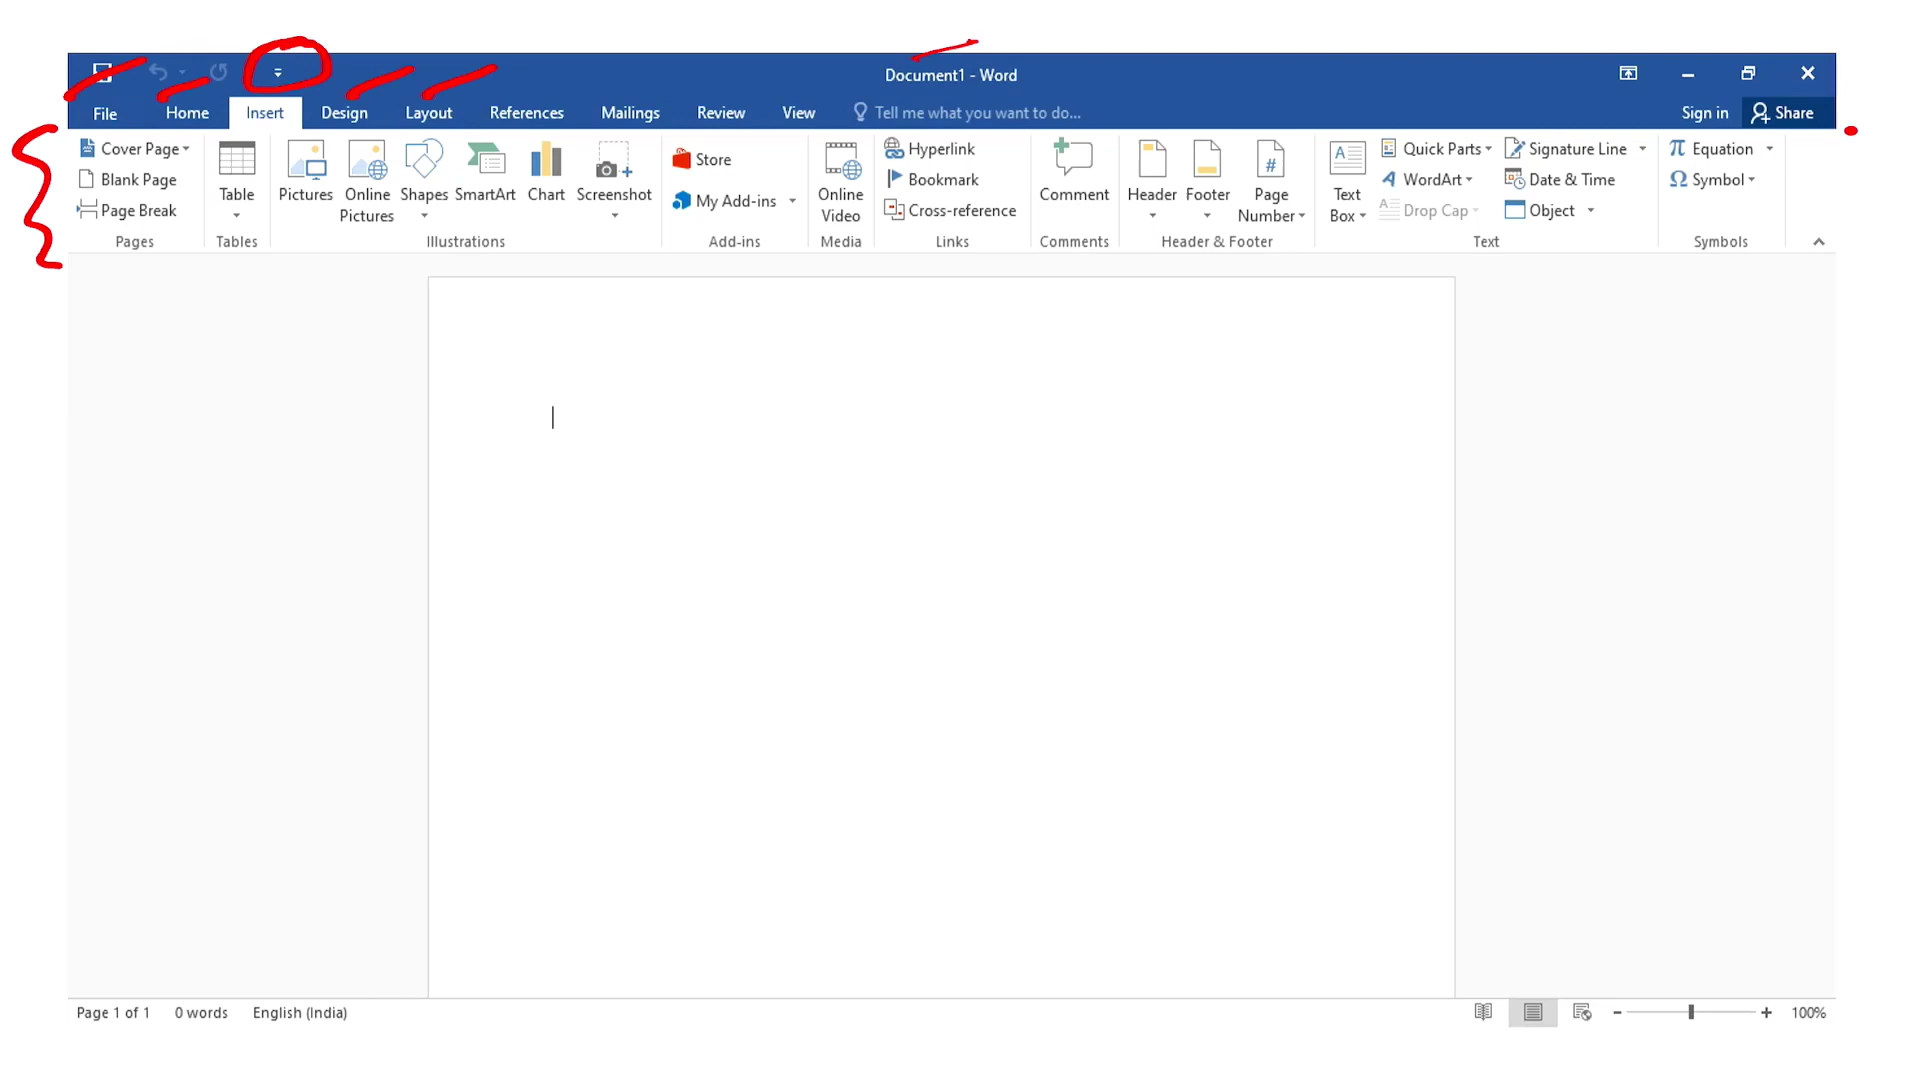 Document1 - Word
File Home Insert Design Layout References Mailings Review View Tell me what you want to do... Sign in Share
Cover Page
Blank Page
Page Break
Pages
Table
Tables
Pictures
Online Pictures
Shapes
SmartArt
Chart
Screenshot
Illustrations
Store
My Add-ins
Add-ins
Online Video
Media
Hyperlink
Bookmark
Cross-reference
Links
Comment
Comments
Header
Footer
Page Number
Header & Footer
Text Box
Quick Parts
WordArt
Drop Cap
Signature Line
Date & Time
Object
Text
Equation
Symbol
Symbols
Page 1 of 1 0 words English (India) 100%